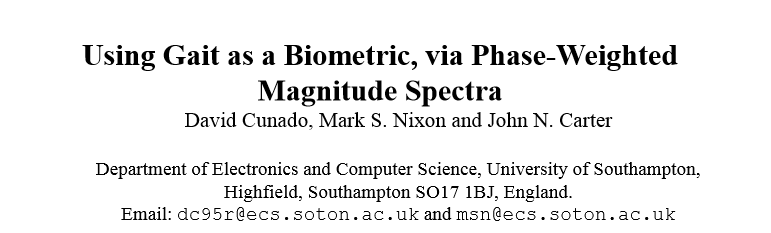 Using Gait as a Biometric, via Phase-Weighted
Magnitude Spectra
David Cunado, Mark S. Nixon and John N. Carter
Department of Electronics and Computer Science, University of Southampton,
Highfield, Southampton SO17 1BJ, England.
Email: dc95r@ecs.soton.ac.uk and msn@ecs.soton.ac.uk